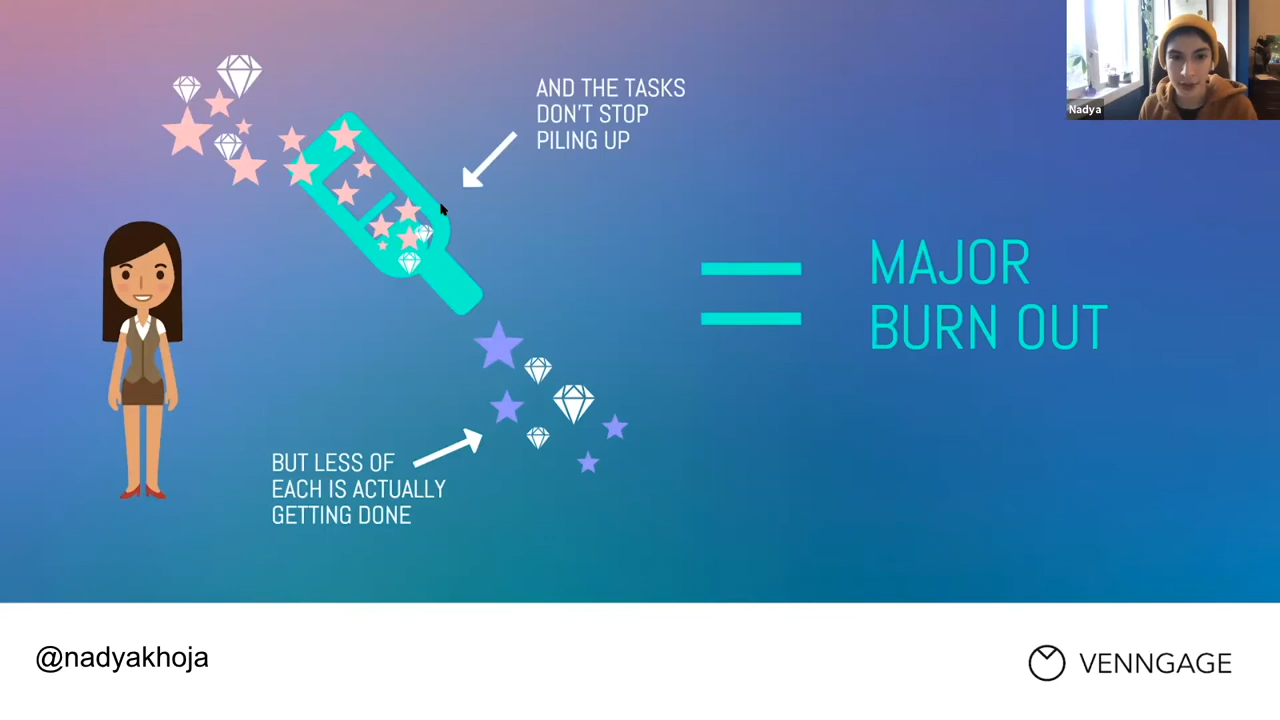 AND THE TASKS
DON'T STOP
PILING UP
Nadya
MAJOR
BURN OUT
BUT LESS OF
EACH IS ACTUALLY
GETTING DONE
@nadyakhoja
VENNGAGE